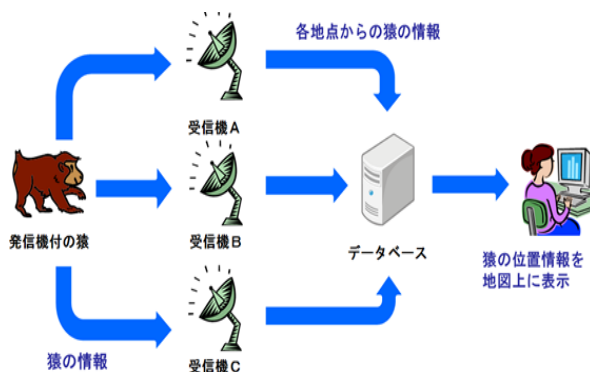 各地点からの猿の情報
受信機A
発信機付の猿
受信機B
データベース
猿の位置情報を
地図上に表示
猿の情報
受信機C